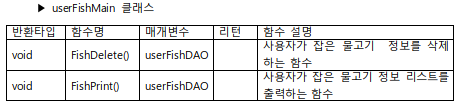 ▶ userFishMain 클래스
반환타입 함수명 매개변수 리턴 함수 설명
void FishDelete() userFishDAO 사용자가 잡은 물고기 정보를 삭제
하는 함수
void FishPrint() userFishDAO 사용자가 잡은 물고기 정보 리스트를
출력하는 함수